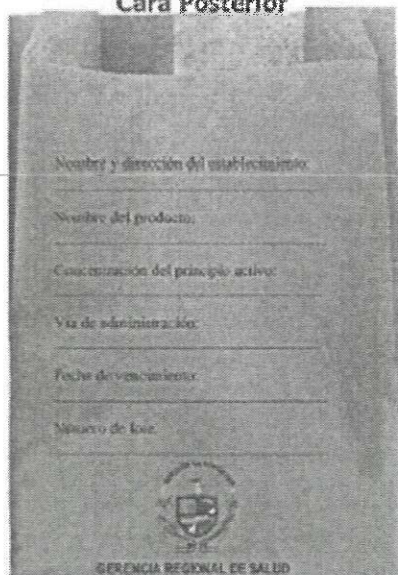 Cara Posterior
Nombre y dirección del establecimiento:
Nombre del producto:
Concentración del principio activo:
Vía de administración:
Fecha de vencimiento:
Número de lote:
GERENCIA REGIONAL DE SALUD